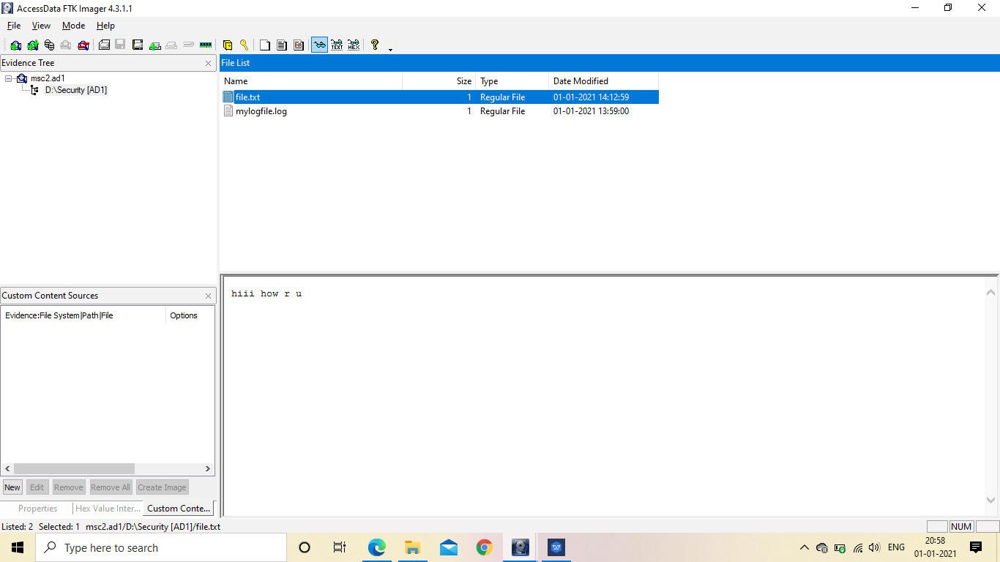 AccessData FTK Imager 4.3.1.1
File View Mode Help
TEXT HEX
Evidence Tree
msc2.ad1
D:\Security [AD1]
File List
Name Size Type Date Modified
file.txt 1 Regular File 01-01-2021 14:12:59
mylogfile.log 1 Regular File 01-01-2021 13:59:00
hiii how r u
Custom Content Sources
Evidence:File System|Path|File Options
New Edit Remove Remove All Create Image
Properties Hex Value Inter... Custom Conte...
Listed: 2 Selected: 1 msc2.ad1/D:\Security [AD1]/file.txt
NUM
Type here to search
ENG
20:58
01-01-2021